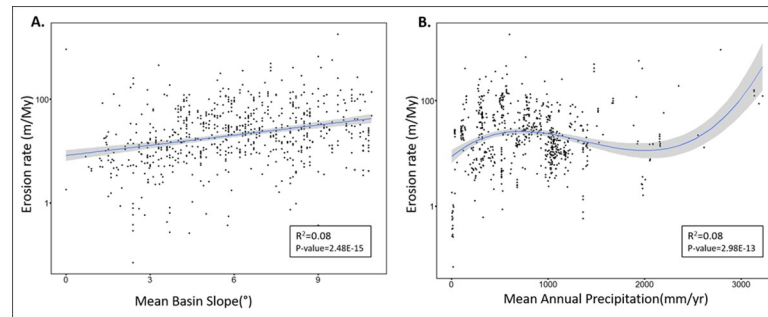 A.
Erosion rate (m/My)
100
1
0
3
6
9
Mean Basin Slope(°)
R²=0.08
P-value=2.48E-15
B.
Erosion rate (m/My)
100
1
0
1000
2000
3000
Mean Annual Precipitation(mm/yr)
R²=0.08
P-value=2.98E-13